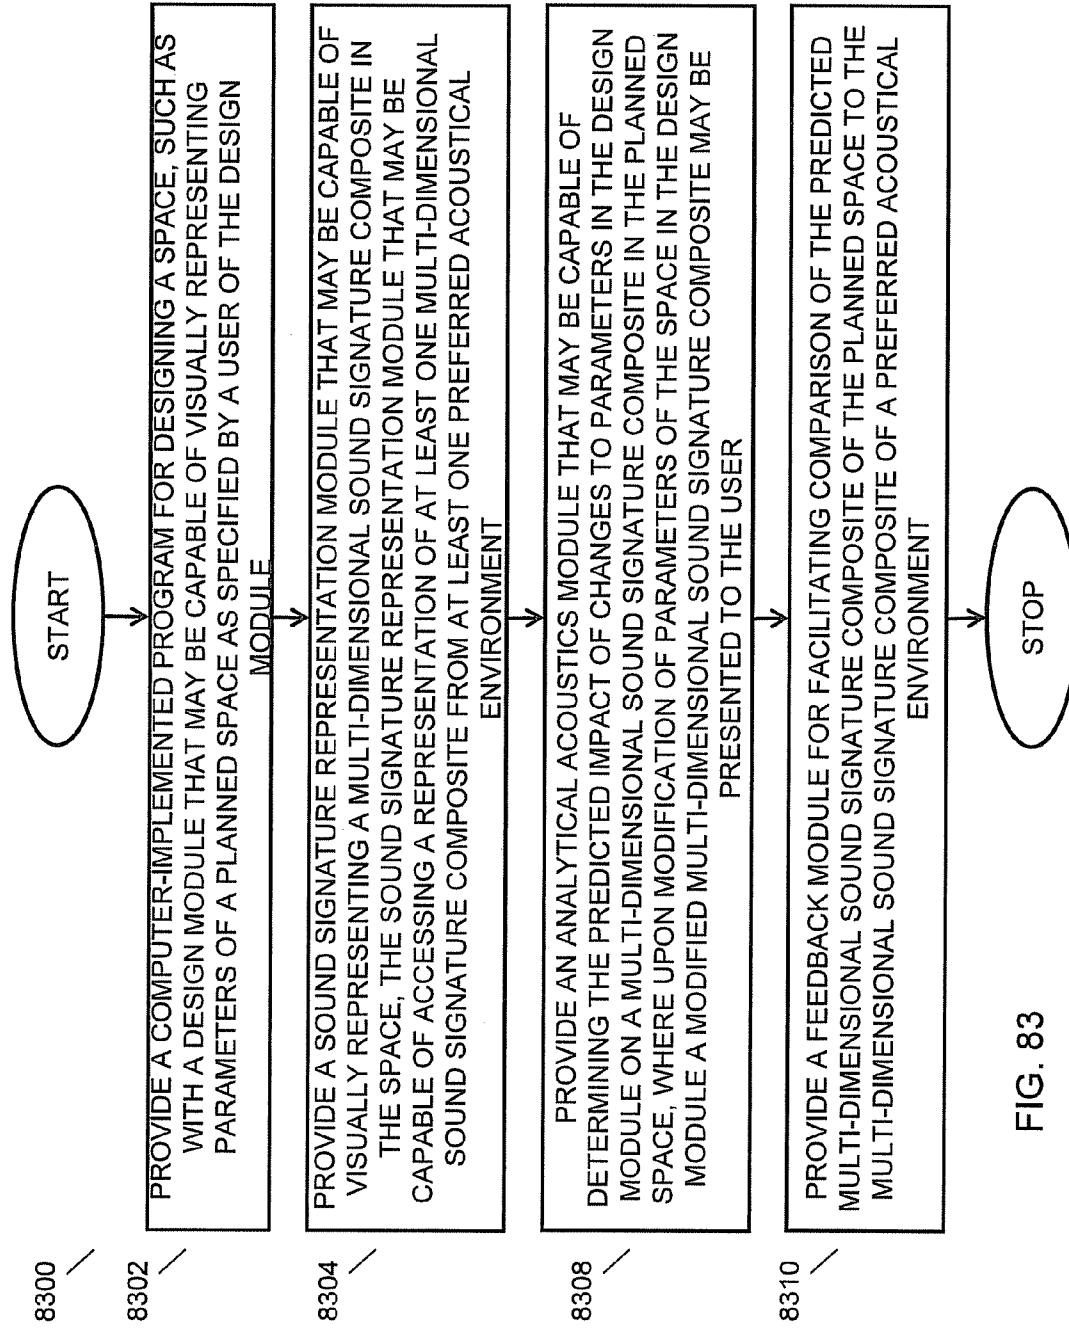 8300
START
8302
PROVIDE A COMPUTER-IMPLEMENTED PROGRAM FOR DESIGNING A SPACE, SUCH AS
WITH A DESIGN MODULE THAT MAY BE CAPABLE OF VISUALLY REPRESENTING
PARAMETERS OF A PLANNED SPACE AS SPECIFIED BY A USER OF THE DESIGN
MODULE
8304
PROVIDE A SOUND SIGNATURE REPRESENTATION MODULE THAT MAY BE CAPABLE OF
VISUALLY REPRESENTING A MULTI-DIMENSIONAL SOUND SIGNATURE COMPOSITE IN
THE SPACE, THE SOUND SIGNATURE REPRESENTATION MODULE THAT MAY BE
CAPABLE OF ACCESSING A REPRESENTATION OF AT LEAST ONE MULTI-DIMENSIONAL
SOUND SIGNATURE COMPOSITE FROM AT LEAST ONE PREFERRED ACOUSTICAL
ENVIRONMENT
8308
PROVIDE AN ANALYTICAL ACOUSTICS MODULE THAT MAY BE CAPABLE OF
DETERMINING THE PREDICTED IMPACT OF CHANGES TO PARAMETERS IN THE DESIGN
MODULE ON A MULTI-DIMENSIONAL SOUND SIGNATURE COMPOSITE IN THE PLANNED
SPACE, WHERE UPON MODIFICATION OF PARAMETERS OF THE SPACE IN THE DESIGN
MODULE A MODIFIED MULTI-DIMENSIONAL SOUND SIGNATURE COMPOSITE MAY BE
PRESENTED TO THE USER
8310
PROVIDE A FEEDBACK MODULE FOR FACILITATING COMPARISON OF THE PREDICTED
MULTI-DIMENSIONAL SOUND SIGNATURE COMPOSITE OF THE PLANNED SPACE TO THE
MULTI-DIMENSIONAL SOUND SIGNATURE COMPOSITE OF A PREFERRED ACOUSTICAL
ENVIRONMENT
STOP
FIG. 83